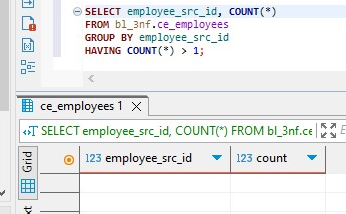 SELECT employee_src_id, COUNT(*)
FROM bl_3nf.ce_employees
GROUP BY employee_src_id
HAVING COUNT(*) > 1;
ce_employees 1
SELECT employee_src_id, COUNT(*) FROM bl_3nf.ce
Grid
123 employee_src_id
123 count